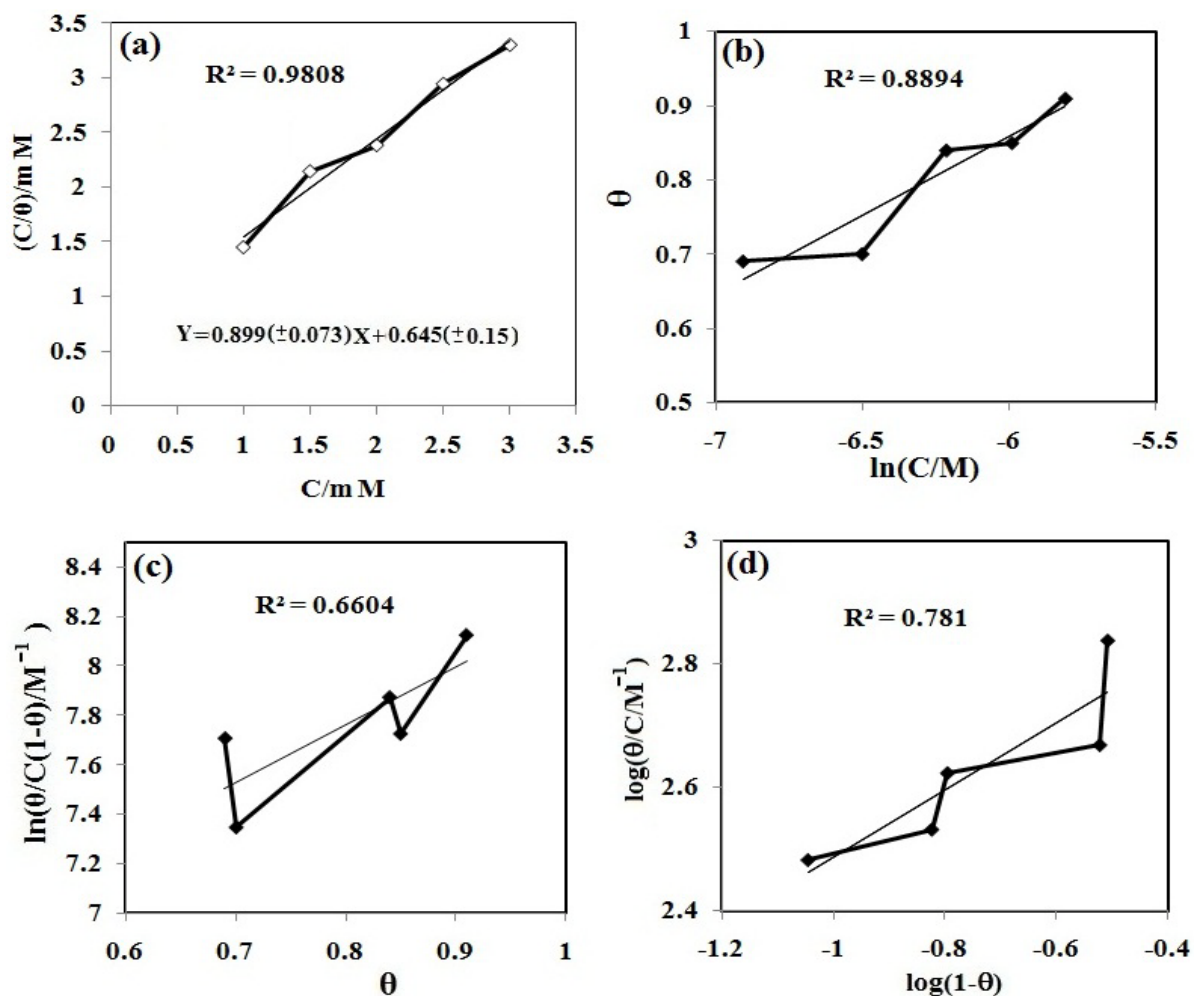 (a)
R² = 0.9808
Y=0.899(±0.073)X+0.645(±0.15)
(C/θ)/m M
3.5
3
2.5
2
1.5
1
0.5
0
0 0.5 1 1.5 2 2.5 3 3.5
C/m M
(b)
R² = 0.8894
θ
1
0.9
0.8
0.7
0.6
0.5
-7 -6.5 -6 -5.5
ln(C/M)
(c)
R² = 0.6604
ln(θ/C(1-θ)/M⁻¹ )
8.4
8.2
8
7.8
7.6
7.4
7.2
7
0.6 0.7 0.8 0.9 1
θ
(d)
R² = 0.781
log(θ/C/M⁻¹)
3
2.8
2.6
2.4
-1.2 -1 -0.8 -0.6 -0.4
log(1-θ)